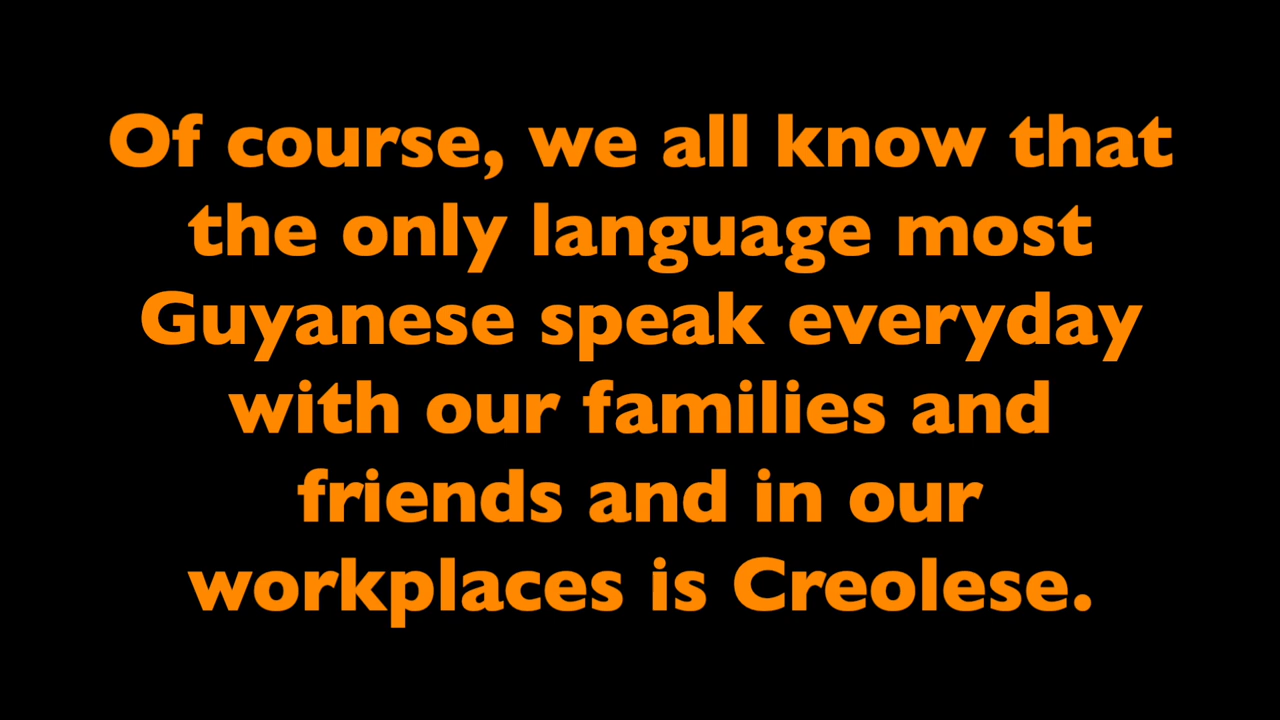 Of course, we all know that
the only language most
Guyanese speak everyday
with our families and
friends and in our
workplaces is Creolese.